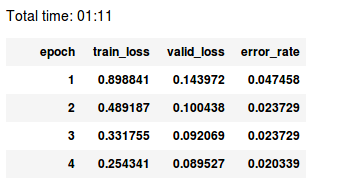 Total time: 01:11
epoch train_loss valid_loss error_rate
1 0.898841 0.143972 0.047458
2 0.489187 0.100438 0.023729
3 0.331755 0.092069 0.023729
4 0.254341 0.089527 0.020339